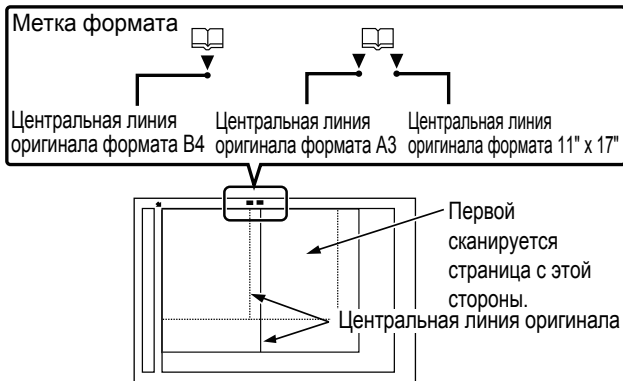 Метка формата
Центральная линия
оригинала формата B4
Центральная линия
оригинала формата A3
Центральная линия
оригинала формата 11" x 17"
Первой
сканируется
страница с этой
стороны.
Центральная линия оригинала